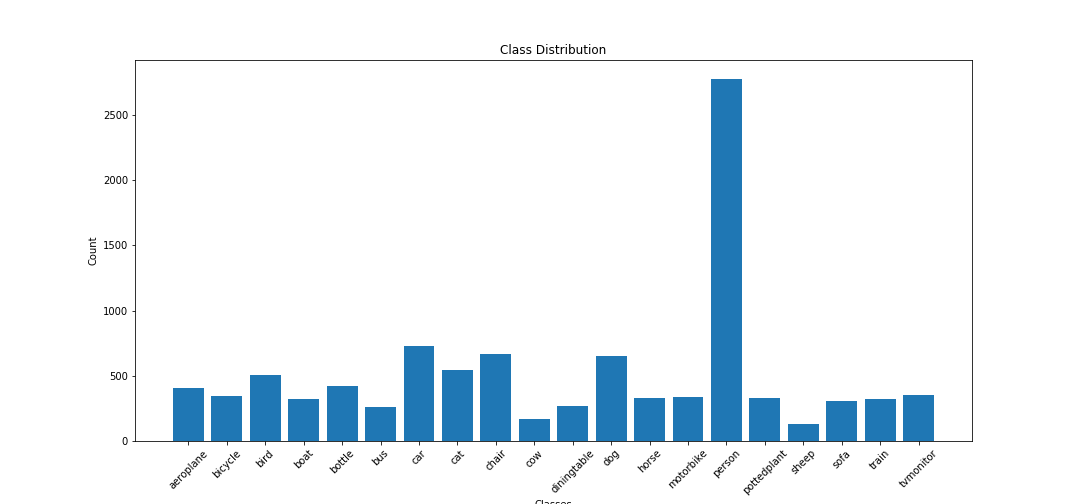 Class Distribution
Count
2500
2000
1500
1000
500
0
aeroplane
bicycle
bird
boat
bottle
bus
car
cat
chair
cow
diningtable
dog
horse
motorbike
person
pottedplant
sheep
sofa
train
tvmonitor
Classes